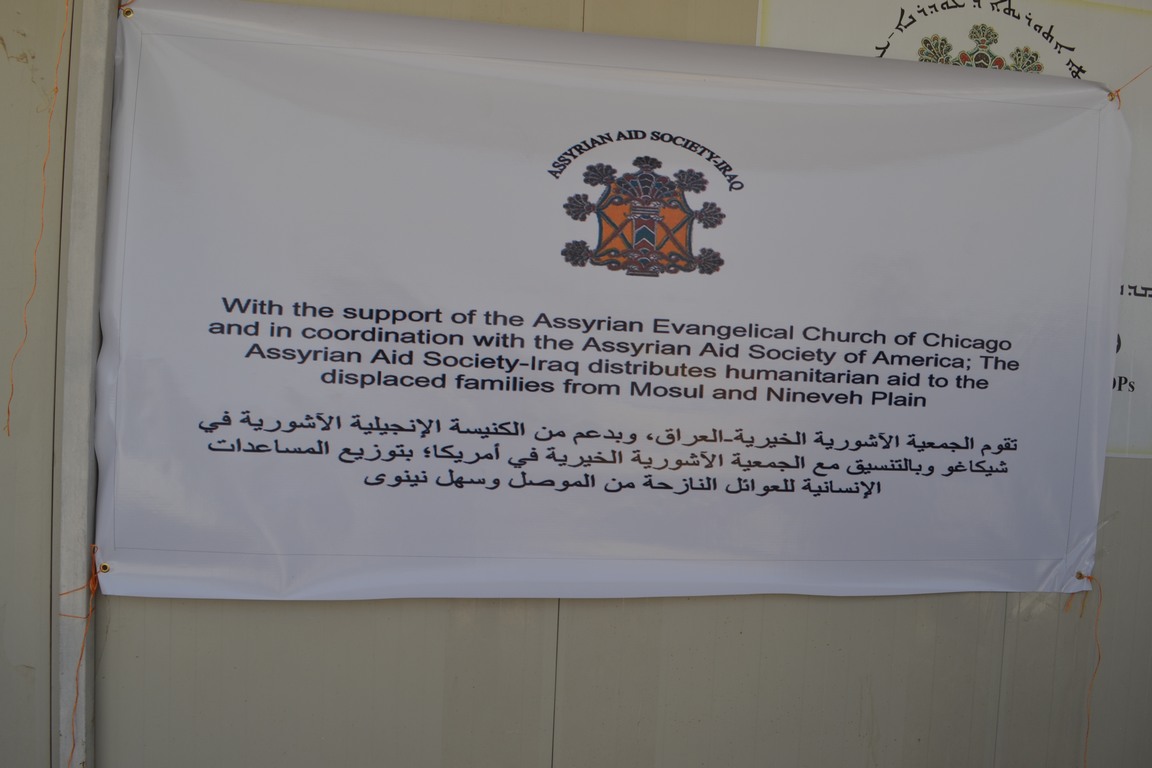 ASSYRIAN AID SOCIETY-IRAQ
With the support of the Assyrian Evangelical Church of Chicago
and in coordination with the Assyrian Aid Society of America; The
Assyrian Aid Society-Iraq distributes humanitarian aid to the
displaced families from Mosul and Nineveh Plain
تقوم الجمعية الآشورية الخيرية-العراق، وبدعم من الكنيسة الإنجيلية الآشورية في
شيكاغو وبالتنسيق مع الجمعية الآشورية الخيرية في أمريكا؛ بتوزيع المساعدات
الإنسانية للعوائل النازحة من الموصل وسهل نينوى